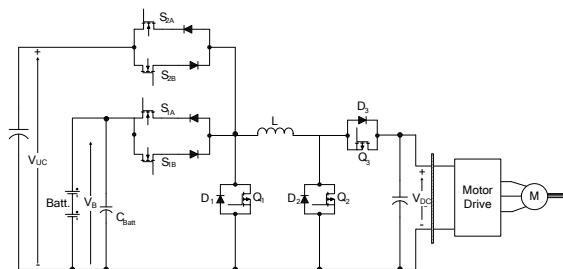 S2A
S2B
S1A
S1B
L
D3
Q3
+
VUC
-
Batt.
VB
CBatt
D1
Q1
D2
Q2
+
VDC
-
Motor
Drive
M